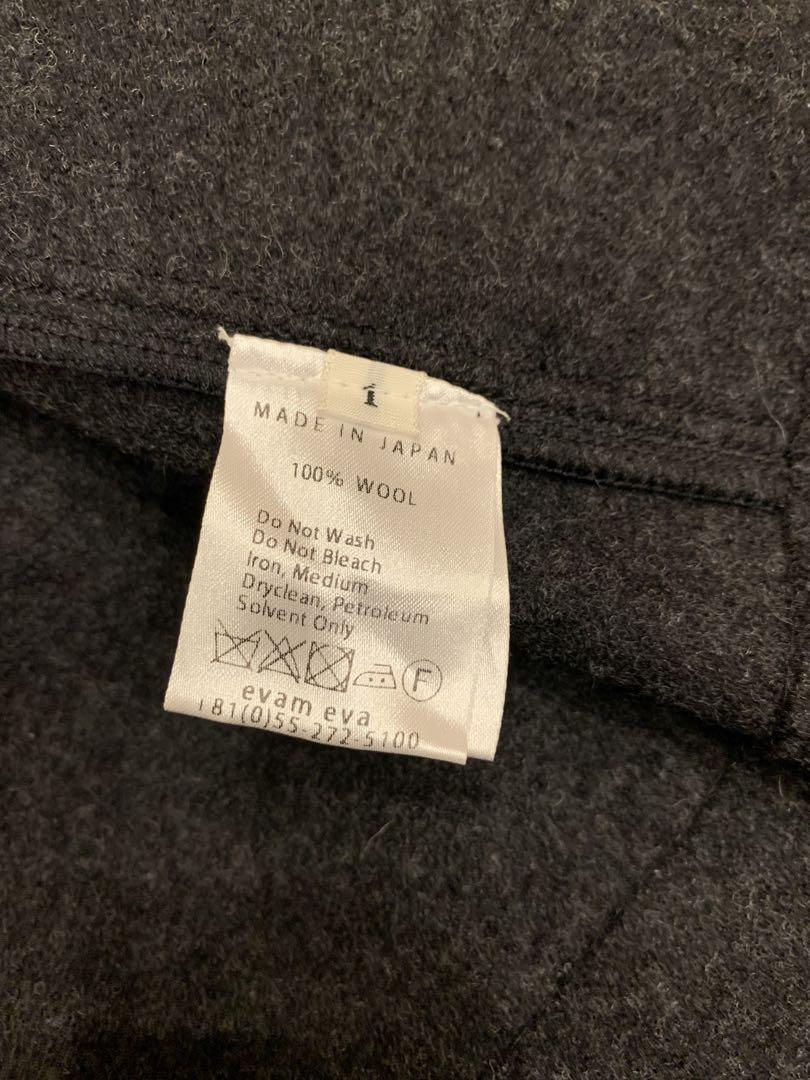 1
MADE IN JAPAN
100% WOOL
Do Not Wash
Do Not Bleach
Iron, Medium
Dryclean, Petroleum
Solvent Only
F
evam eva
+81(0)55-272-5100